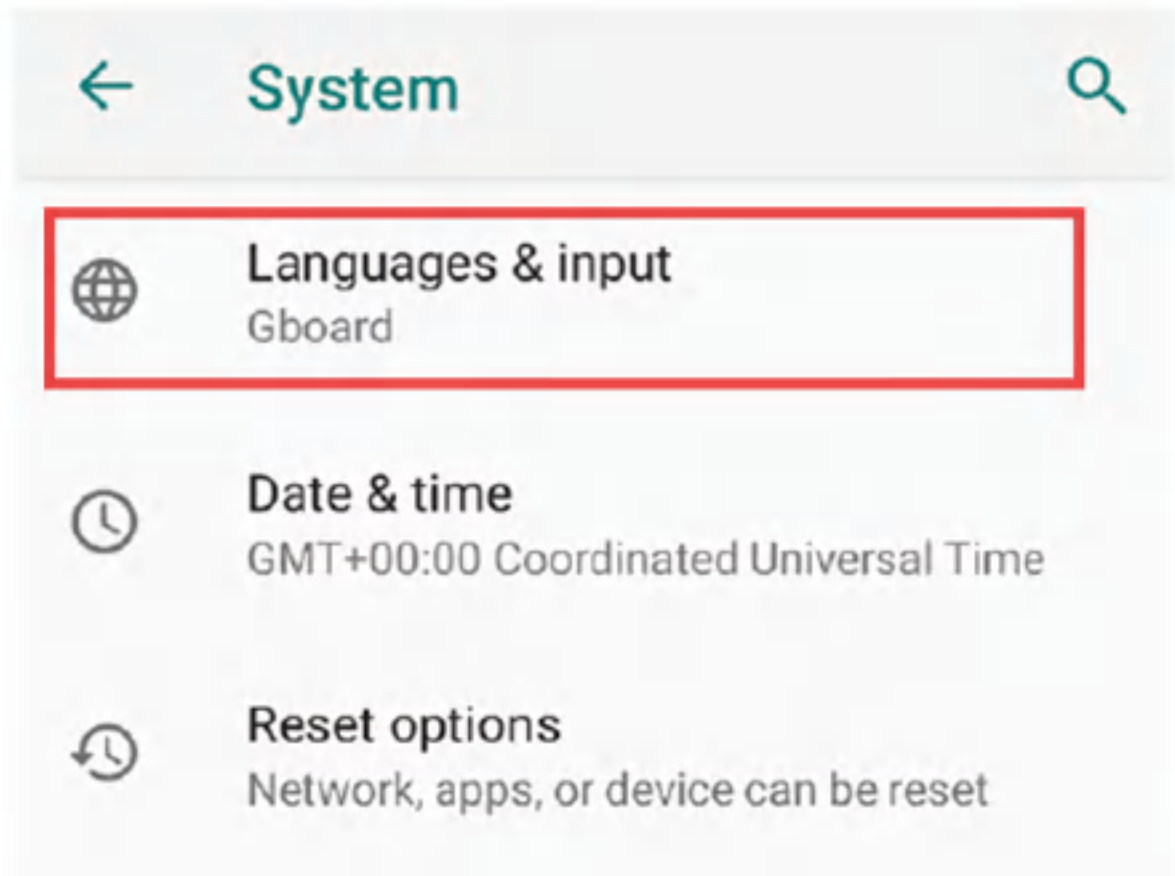 System
Languages & input
Gboard
Date & time
GMT+00:00 Coordinated Universal Time
Reset options
Network, apps, or device can be reset